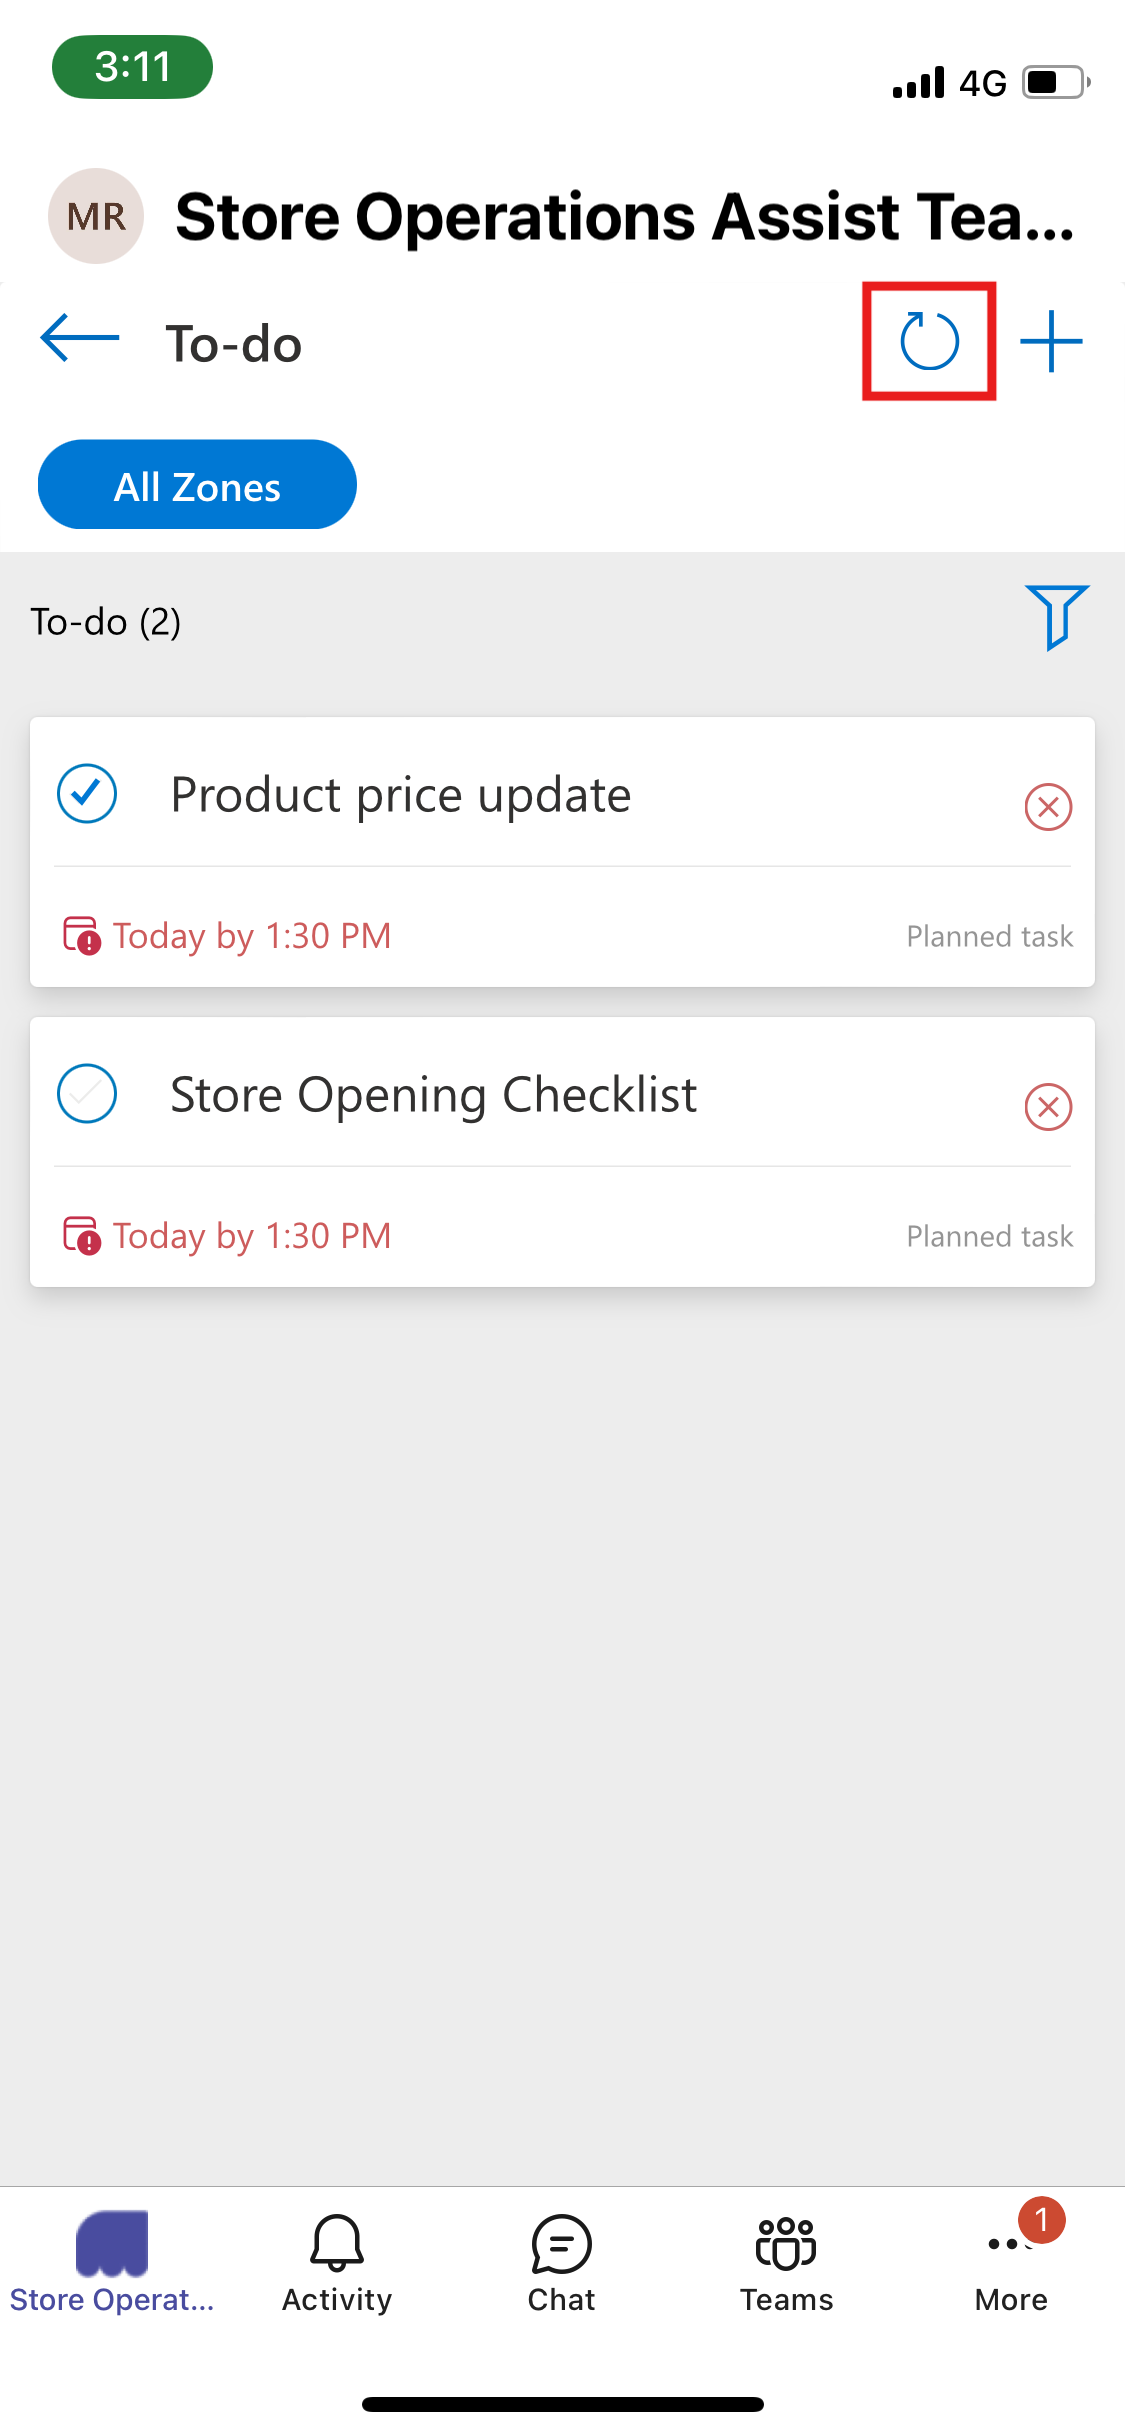 3:11
4G
MR
Store Operations Assist Tea...
To-do
All Zones
To-do (2)
Product price update
Today by 1:30 PM
Planned task
Store Opening Checklist
Today by 1:30 PM
Planned task
1
Store Operat...
Activity
Chat
Teams
More